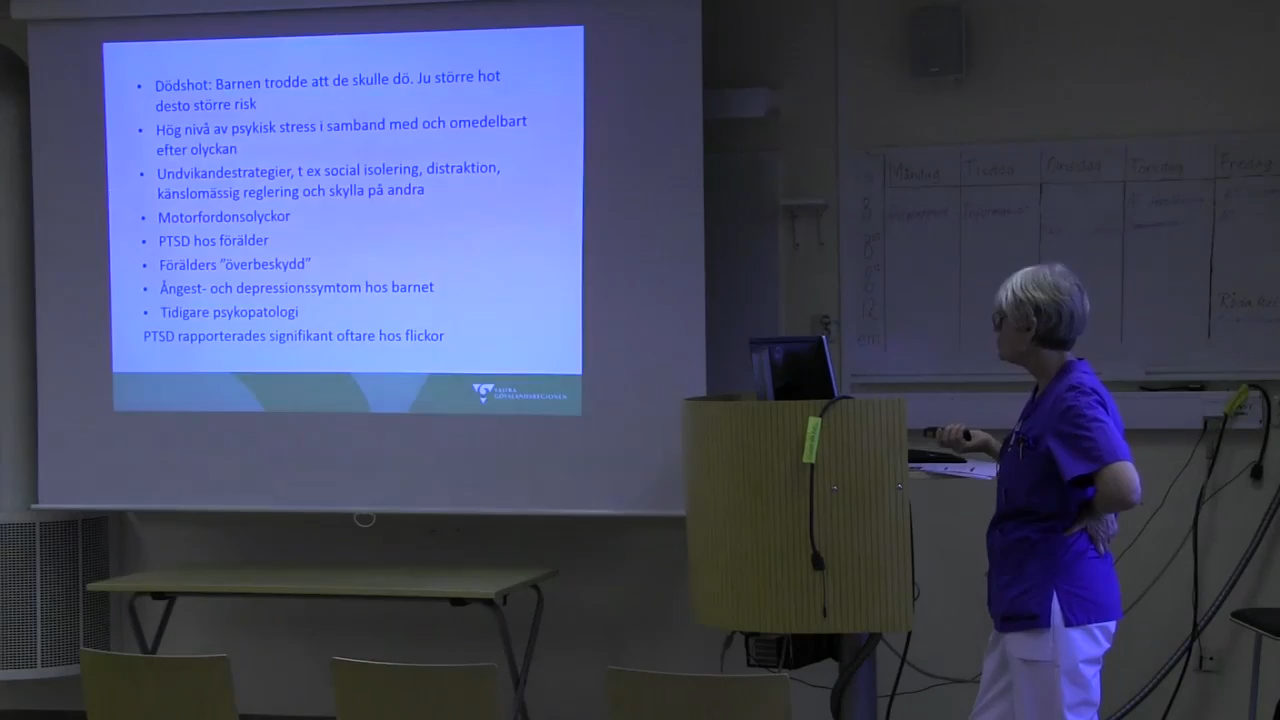 • Dödshot: Barnen trodde att de skulle dö. Ju större hot
desto större risk
• Hög nivå av psykisk stress i samband med och omedelbart
efter olyckan
• Undvikandestrategier, t ex social isolering, distraktion,
känslomässig reglering och skylla på andra
• Motorfordonsolyckor
• PTSD hos förälder
• Förälders ”överbeskydd”
• Ångest- och depressionssymtom hos barnet
• Tidigare psykopatologi
PTSD rapporterades signifikant oftare hos flickor
VÄSTRA
GÖTALANDSREGIONEN
Måndag Tisdag Onsdag Torsdag Fredag
8
12
em